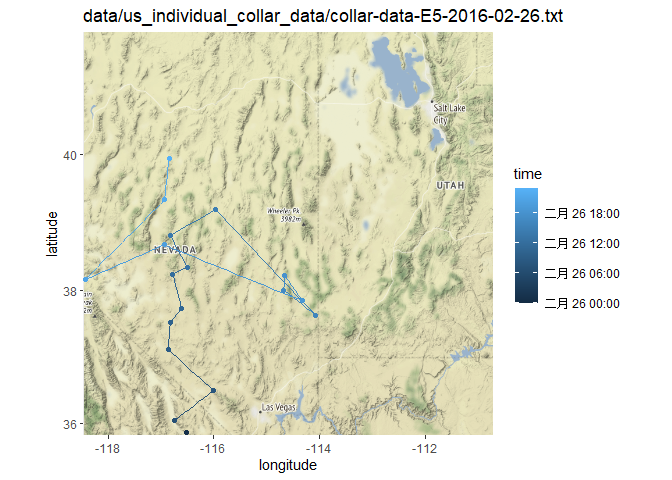 data/us_individual_collar_data/collar-data-E5-2016-02-26.txt
latitude
40
38
36
Salt Lake
City
UTAH
Wheeler Pk
3982m
NEVADA
Las Vegas
-118
-116
-114
-112
longitude
time
二月 26 18:00
二月 26 12:00
二月 26 06:00
二月 26 00:00